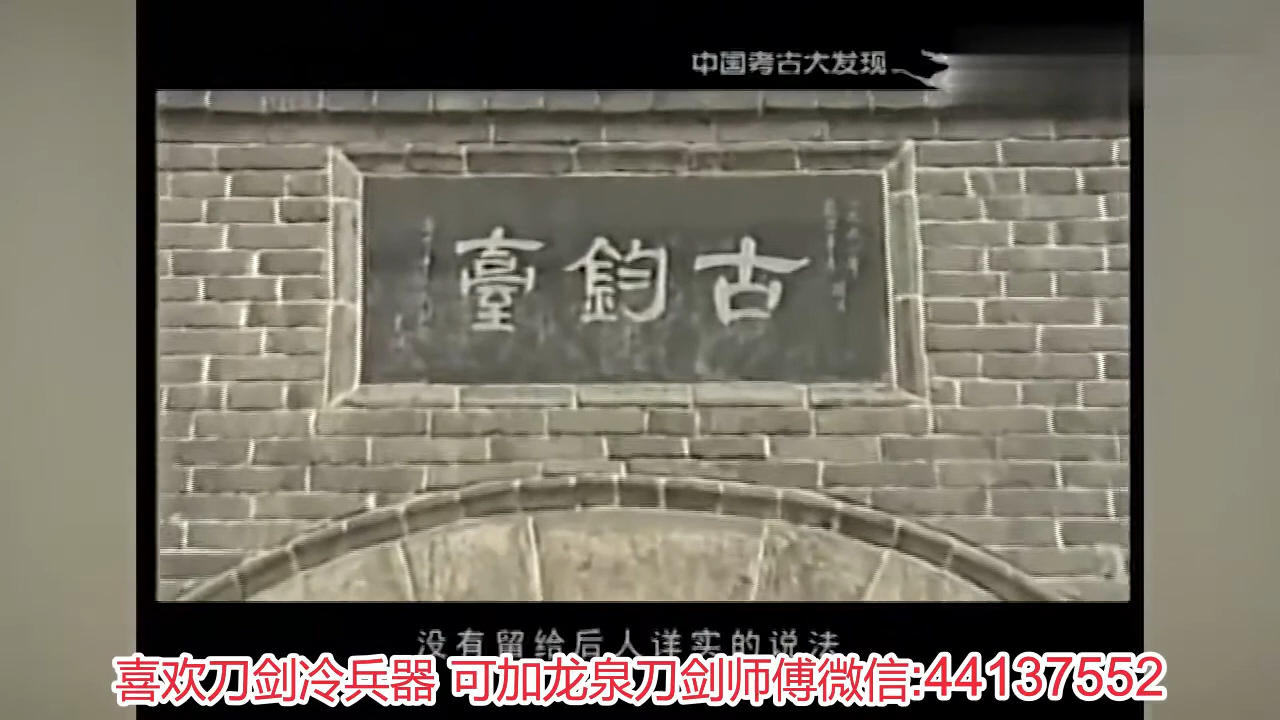 中国考古大发现
古鈞臺
没有留给后人详实的说法
喜欢刀剑冷兵器 可加龙泉刀剑师傅微信:44137552